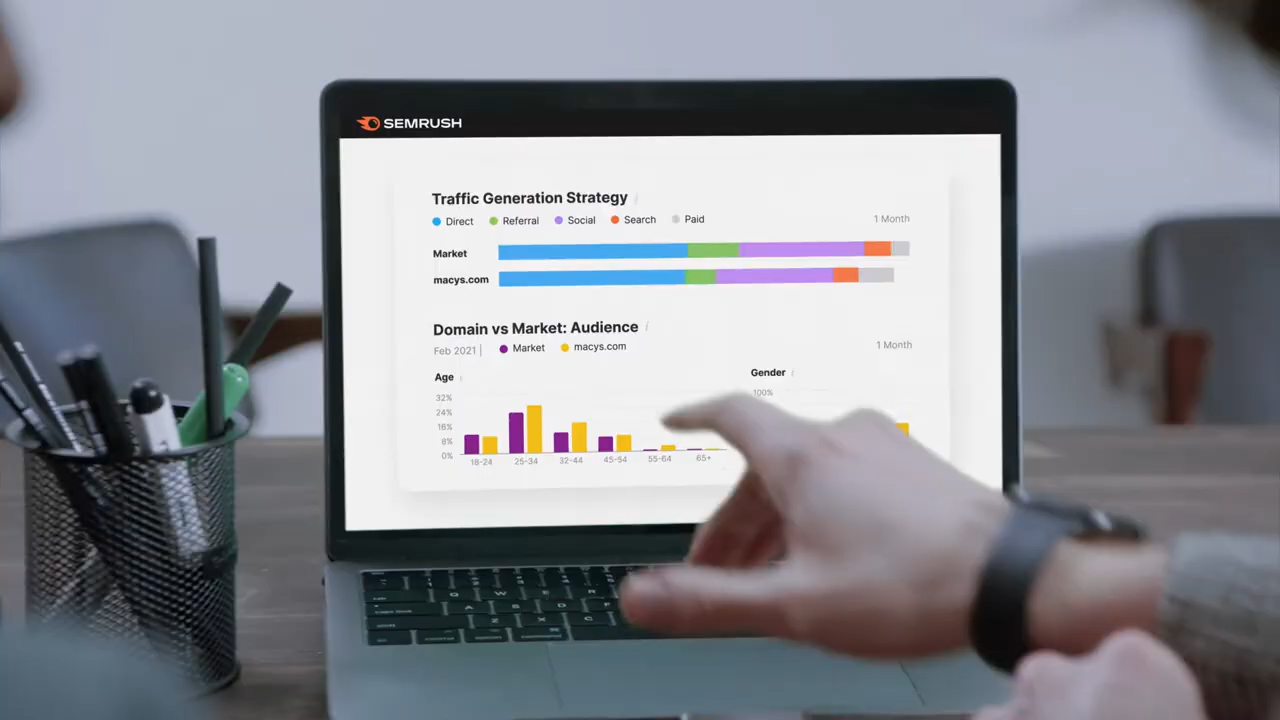 SEMRUSH
Traffic Generation Strategy i
Direct Referral Social Search Paid 1 Month
Market
macys.com
Domain vs Market: Audience i
Feb 2021 | Market macys.com 1 Month
Age i Gender i
32% 100%
24%
16%
8%
0%
18-24 25-34 32-44 45-54 55-64 65+
Q W E
A S D F
Z X C